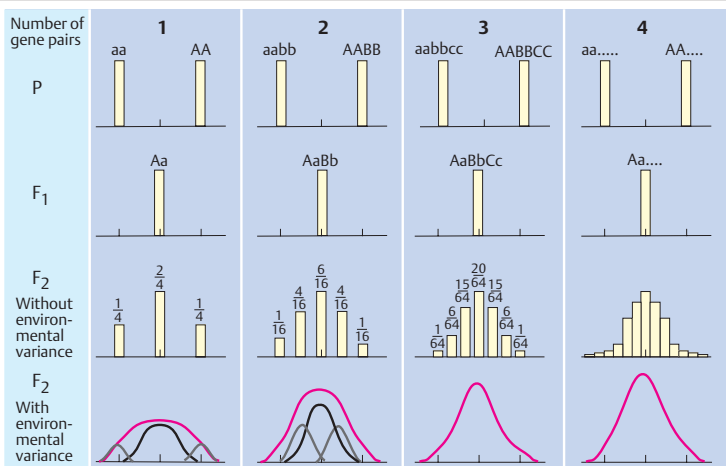 Number of
gene pairs
1
2
3
4
P
aa
AA
aabb
AABB
aabbcc
AABBCC
aa.....
AA....
F1
Aa
AaBb
AaBbCc
Aa....
F2
Without
environ-
mental
variance
1/4
2/4
1/4
1/16
4/16
6/16
4/16
1/16
1/64
6/64
15/64
20/64
15/64
6/64
1/64
F2
With
environ-
mental
variance